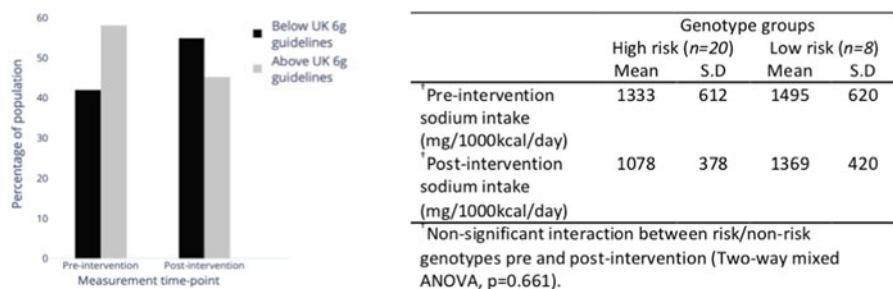 60
50
40
30
20
10
0
Percentage of population
Pre-intervention Post-intervention
Measurement time-point
Below UK 6g
guidelines
Above UK 6g
guidelines
Genotype groups
High risk (n=20) Low risk (n=8)
Mean S.D Mean S.D
†Pre-intervention 1333 612 1495 620
sodium intake
(mg/1000kcal/day)
†Post-intervention 1078 378 1369 420
sodium intake
(mg/1000kcal/day)
†Non-significant interaction between risk/non-risk
genotypes pre and post-intervention (Two-way mixed
ANOVA, p=0.661).